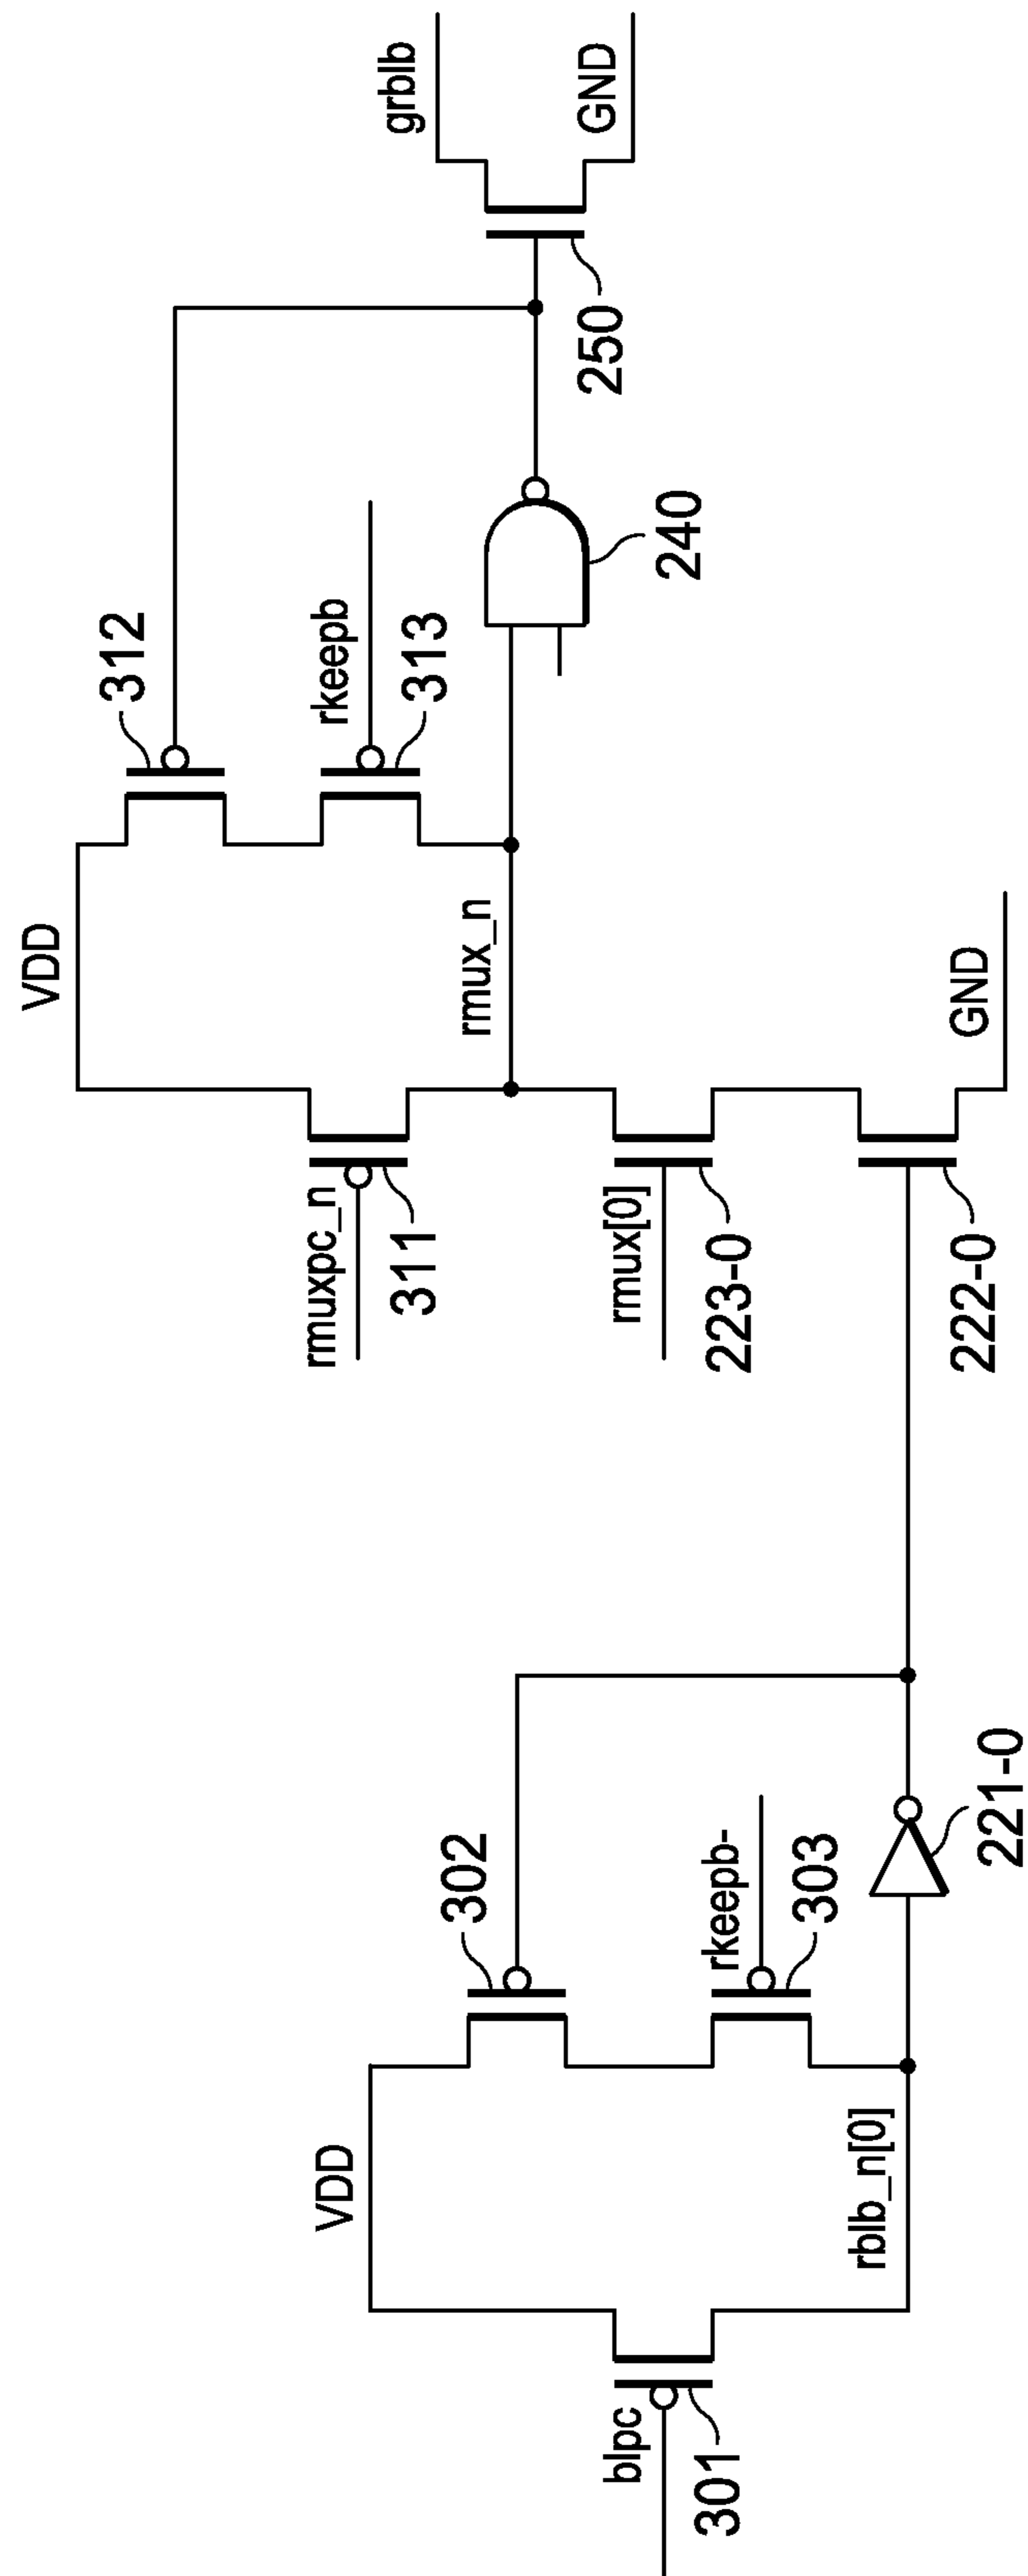 grblb
GND
250
312
rkeepb
313
240
VDD
rmux_n
GND
rmuxpc_n
311
rmux[0]
223-0
222-0
302
rkeepb-
303
221-0
VDD
rblb_n[0]
blpc
301